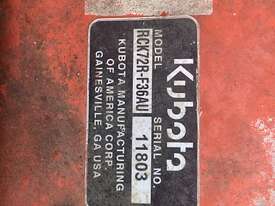 Kubota
MODEL SERIAL NO.
RCK72R-F36AU 11803
KUBOTA MANUFACTURING
OF AMERICA CORP.
GAINESVILLE, GA USA